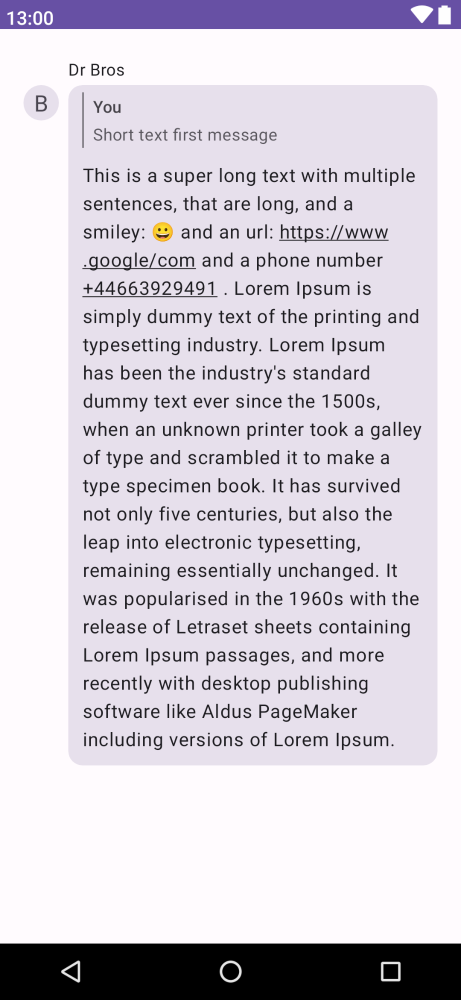 13:00
Dr Bros
B
You
Short text first message
This is a super long text with multiple
sentences, that are long, and a
smiley: 😀 and an url: https://www
.google/com and a phone number
+44663929491 . Lorem Ipsum is
simply dummy text of the printing and
typesetting industry. Lorem Ipsum
has been the industry's standard
dummy text ever since the 1500s,
when an unknown printer took a galley
of type and scrambled it to make a
type specimen book. It has survived
not only five centuries, but also the
leap into electronic typesetting,
remaining essentially unchanged. It
was popularised in the 1960s with the
release of Letraset sheets containing
Lorem Ipsum passages, and more
recently with desktop publishing
software like Aldus PageMaker
including versions of Lorem Ipsum.